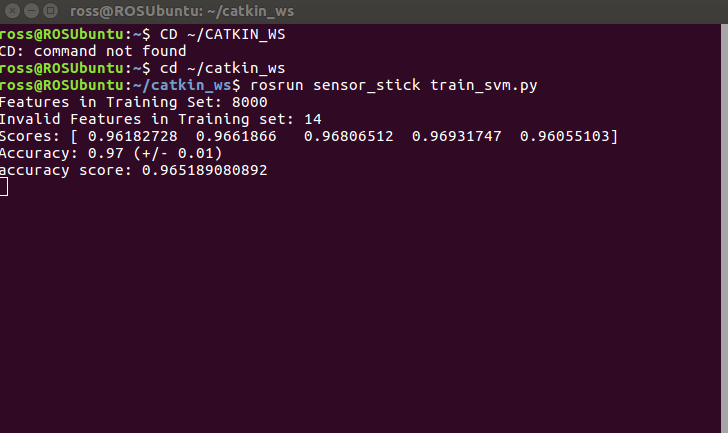 ross@ROSUbuntu: ~/catkin_ws
ross@ROSUbuntu:~$ CD ~/CATKIN_WS
CD: command not found
ross@ROSUbuntu:~$ cd ~/catkin_ws
ross@ROSUbuntu:~/catkin_ws$ rosrun sensor_stick train_svm.py
Features in Training Set: 8000
Invalid Features in Training set: 14
Scores: [ 0.96182728  0.9661866   0.96806512  0.96931747  0.96055103]
Accuracy: 0.97 (+/- 0.01)
accuracy score: 0.965189080892